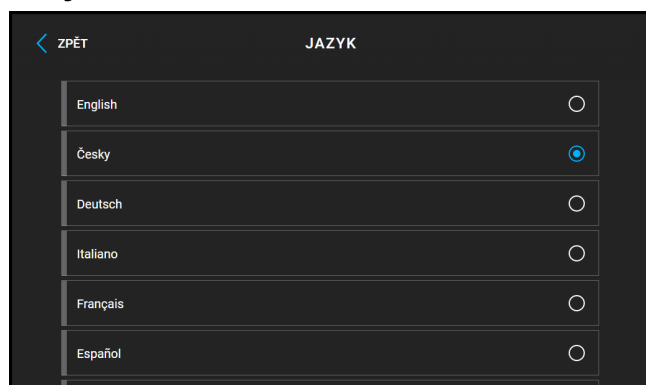 ZPĚT JAZYK
English
Česky
Deutsch
Italiano
Français
Español